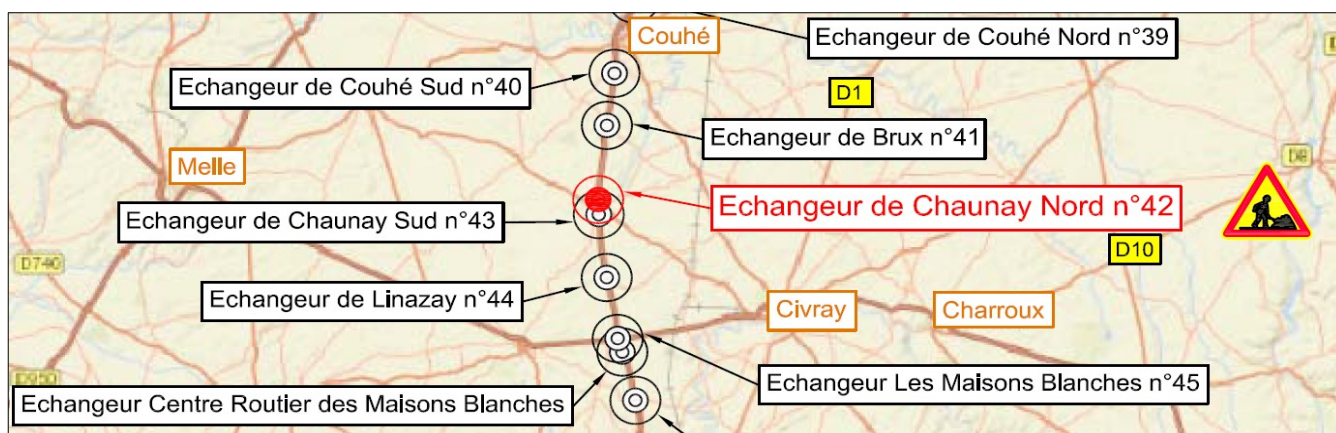 Couhé
Echangeur de Couhé Nord n°39
Echangeur de Couhé Sud n°40
D1
Echangeur de Brux n°41
D8
Melle
Echangeur de Chaunay Nord n°42
Echangeur de Chaunay Sud n°43
D10
D740
Echangeur de Linazay n°44
Civray
Charroux
D950
Echangeur Les Maisons Blanches n°45
Echangeur Centre Routier des Maisons Blanches